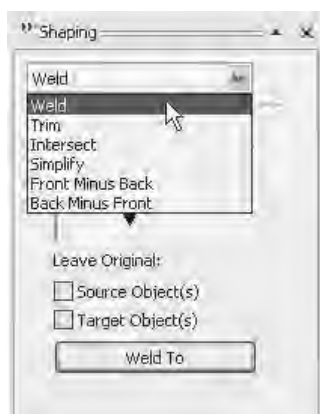 Shaping
Weld
Weld
Trim
Intersect
Simplify
Front Minus Back
Back Minus Front
Leave Original:
Source Object(s)
Target Object(s)
Weld To